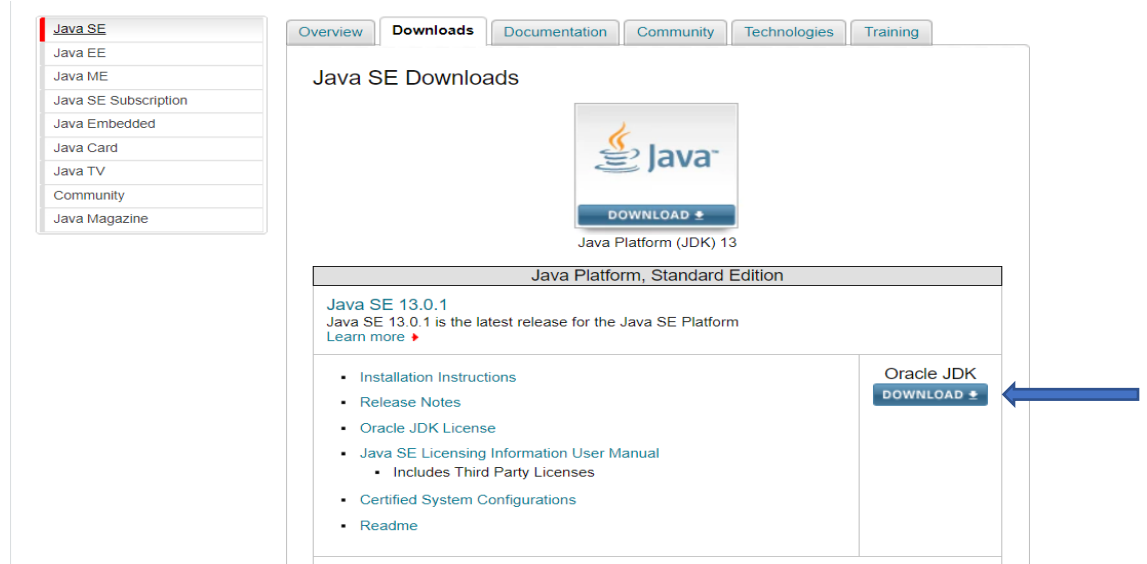 Java SE
Java EE
Java ME
Java SE Subscription
Java Embedded
Java Card
Java TV
Community
Java Magazine
Overview
Downloads
Documentation
Community
Technologies
Training
Java SE Downloads
Java™
DOWNLOAD
Java Platform (JDK) 13
Java Platform, Standard Edition
Java SE 13.0.1
Java SE 13.0.1 is the latest release for the Java SE Platform
Learn more
Installation Instructions
Release Notes
Oracle JDK License
Java SE Licensing Information User Manual
Includes Third Party Licenses
Certified System Configurations
Readme
Oracle JDK
DOWNLOAD